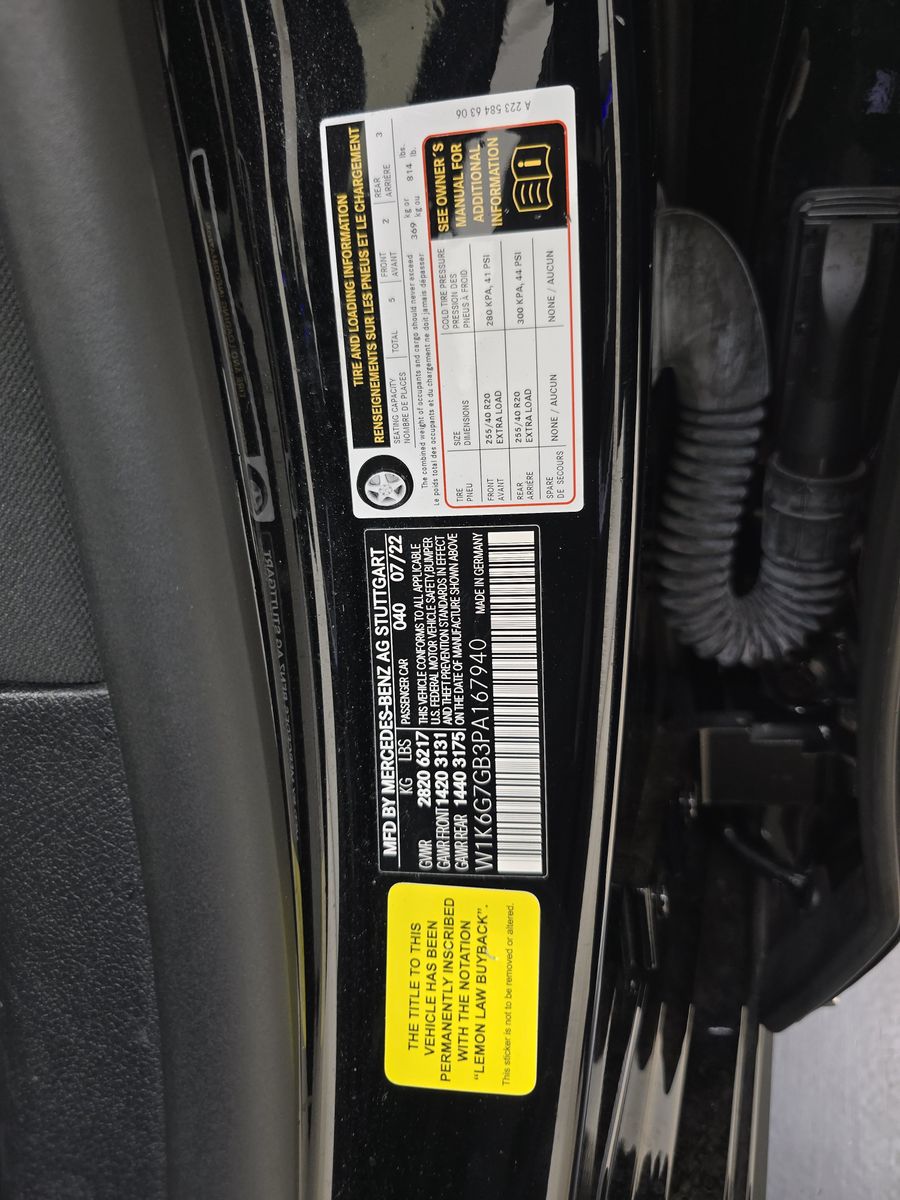 A 223 584 63 06
TIRE AND LOADING INFORMATION
RENSEIGNEMENTS SUR LES PNEUS ET LE CHARGEMENT
SEATING CAPACITY TOTAL 5 FRONT 2 REAR 3
NOMBRE DE PLACES AVANT ARRIÈRE
The combined weight of occupants and cargo should never exceed 369 kg or 814 lbs.
Le poids total des occupants et du chargement ne doit jamais dépasser kg ou lb.
TIRE SIZE COLD TIRE PRESSURE
PNEU DIMENSIONS PRESSION DES
PNEUS À FROID
FRONT 255/40 R20 280 KPA, 41 PSI
AVANT EXTRA LOAD
REAR 255/40 R20 300 KPA, 44 PSI
ARRIÈRE EXTRA LOAD
SPARE NONE / AUCUN NONE / AUCUN
DE SECOURS
SEE OWNER'S
MANUAL FOR
ADDITIONAL
INFORMATION
MFD BY MERCEDES-BENZ AG STUTTGART
PASSENGER CAR 040 07/22
KG LBS
GVWR 2820 6217
GAWR FRONT 1420 3131
GAWR REAR 1440 3175
THIS VEHICLE CONFORMS TO ALL APPLICABLE
U.S. FEDERAL MOTOR VEHICLE SAFETY,BUMPER
AND THEFT PREVENTION STANDARDS IN EFFECT
ON THE DATE OF MANUFACTURE SHOWN ABOVE
W1K6G7GB3PA167940 MADE IN GERMANY
THE TITLE TO THIS
VEHICLE HAS BEEN
PERMANENTLY INSCRIBED
WITH THE NOTATION
"LEMON LAW BUYBACK".
This sticker is not to be removed or altered.